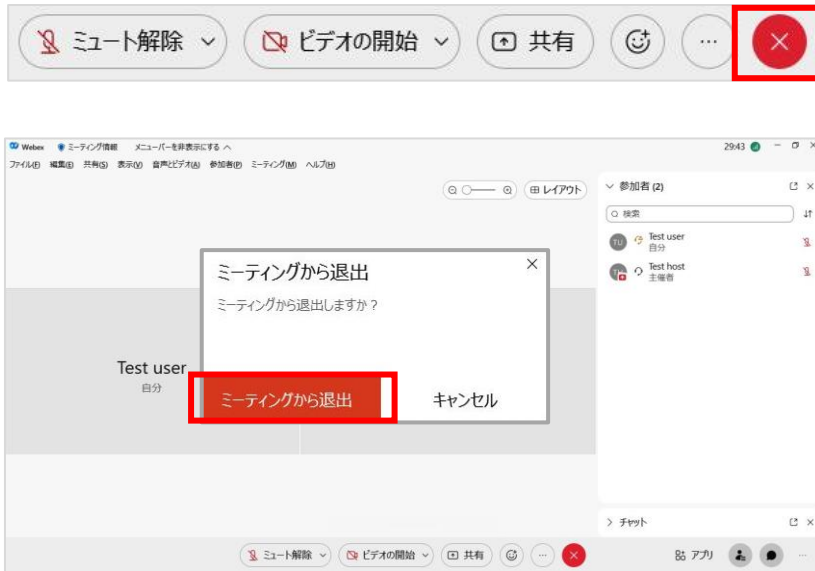 ミュート解除
ビデオの開始
共有
Webex ミーティング情報 メニューバーを非表示にする
29:43
ファイル(F) 編集(E) 共有(S) 表示(V) 音声とビデオ(A) 参加者(P) ミーティング(M) ヘルプ(H)
レイアウト
参加者 (2)
検索
TU Test user
自分
TH Test host
主催者
ミーティングから退出
ミーティングから退出しますか？
Test user
自分
ミーティングから退出
キャンセル
チャット
ミュート解除 ビデオの開始 共有
アプリ